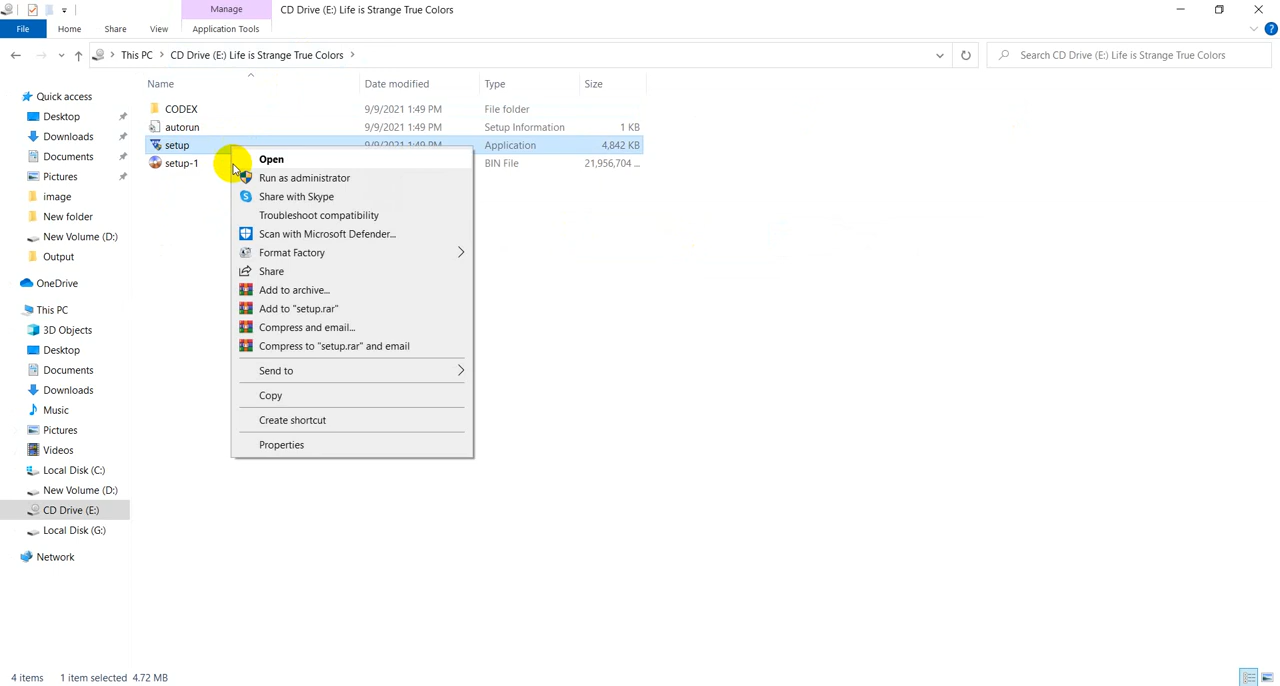 Manage
CD Drive (E:) Life is Strange True Colors
File
Home
Share
View
Application Tools
This PC
CD Drive (E:) Life is Strange True Colors
Search CD Drive (E:) Life is Strange True Colors
Name
Date modified
Type
Size
CODEX
9/9/2021 1:49 PM
File folder
autorun
9/9/2021 1:49 PM
Setup Information
1 KB
setup
9/9/2021 1:49 PM
Application
4,842 KB
setup-1
BIN File
21,956,704 ...
Open
Run as administrator
Share with Skype
Troubleshoot compatibility
Scan with Microsoft Defender...
Format Factory
Share
Add to archive...
Add to "setup.rar"
Compress and email...
Compress to "setup.rar" and email
Send to
Copy
Create shortcut
Properties
Quick access
Desktop
Downloads
Documents
Pictures
image
New folder
New Volume (D:)
Output
OneDrive
This PC
3D Objects
Desktop
Documents
Downloads
Music
Pictures
Videos
Local Disk (C:)
New Volume (D:)
CD Drive (E:)
Local Disk (G:)
Network
4 items
1 item selected 4.72 MB